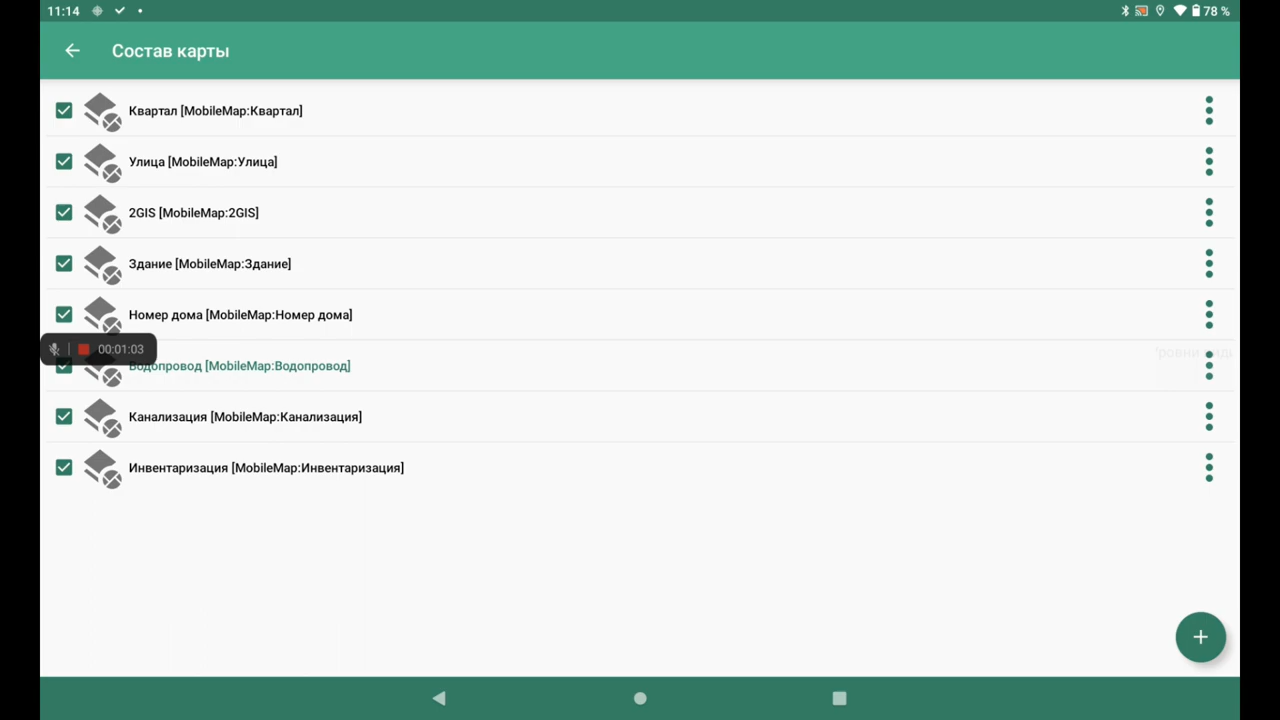 11:14
78 %
Состав карты
Квартал [MobileMap:Квартал]
Улица [MobileMap:Улица]
2GIS [MobileMap:2GIS]
Здание [MobileMap:Здание]
Номер дома [MobileMap:Номер дома]
00:01:03
Водопровод [MobileMap:Водопровод]
Канализация [MobileMap:Канализация]
Инвентаризация [MobileMap:Инвентаризация]